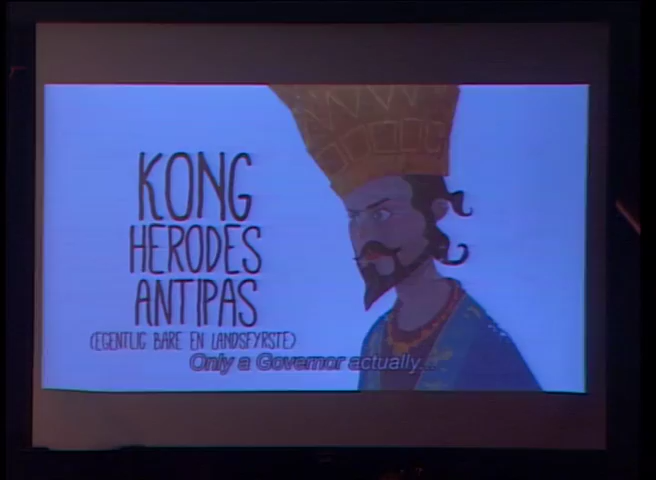 KONG
HERODES
ANTIPAS
(EGENTLIG BARE EN LANDSFYRSTE)
Only a Governor actually...